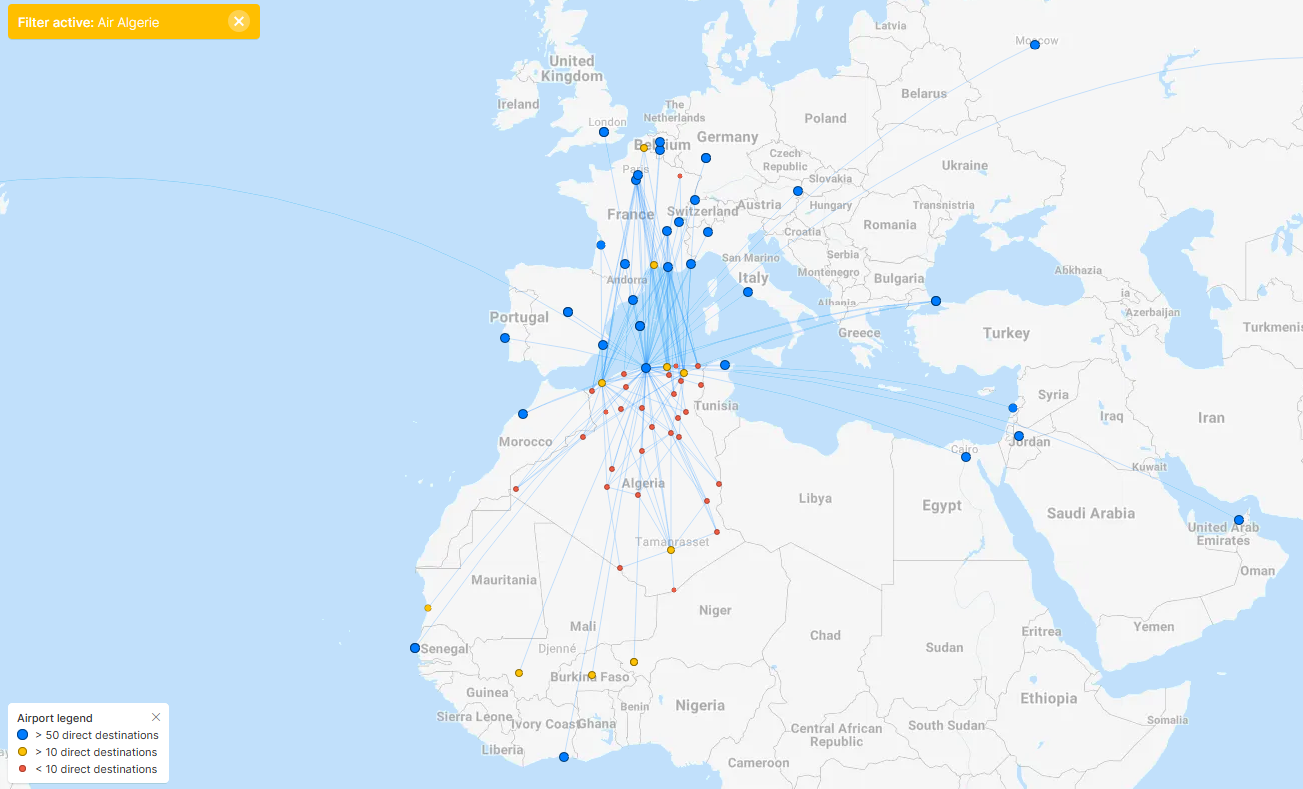 Filter active: Air Algerie
Latvia
Moscow
United
Kingdom
Belarus
Ireland
The
Netherlands
Poland
London
Germany
Belgium
Czech
Republic
Ukraine
Paris
Slovakia
Austria
Hungary
Transnistria
France
Switzerland
Romania
Croatia
San Marino
Serbia
Montenegro
Abkhazia
Andorra
Italy
Bulgaria
ia
Albania
Azerbaijan
Portugal
Greece
Turkey
Turkmenis
Syria
Tunisia
Iraq
Iran
Morocco
Jordan
Cairo
Kuwait
Algeria
Libya
Egypt
Saudi Arabia
United Arab
Emirates
Tamanrasset
Oman
Mauritania
Niger
Mali
Chad
Yemen
Eritrea
Senegal
Djenné
Sudan
Burkina Faso
Guinea
Benin
Nigeria
Ethiopia
Sierra Leone
Ivory Coast
Ghana
South Sudan
Somalia
Central African
Republic
Liberia
Cameroon
Airport legend
> 50 direct destinations
> 10 direct destinations
< 10 direct destinations